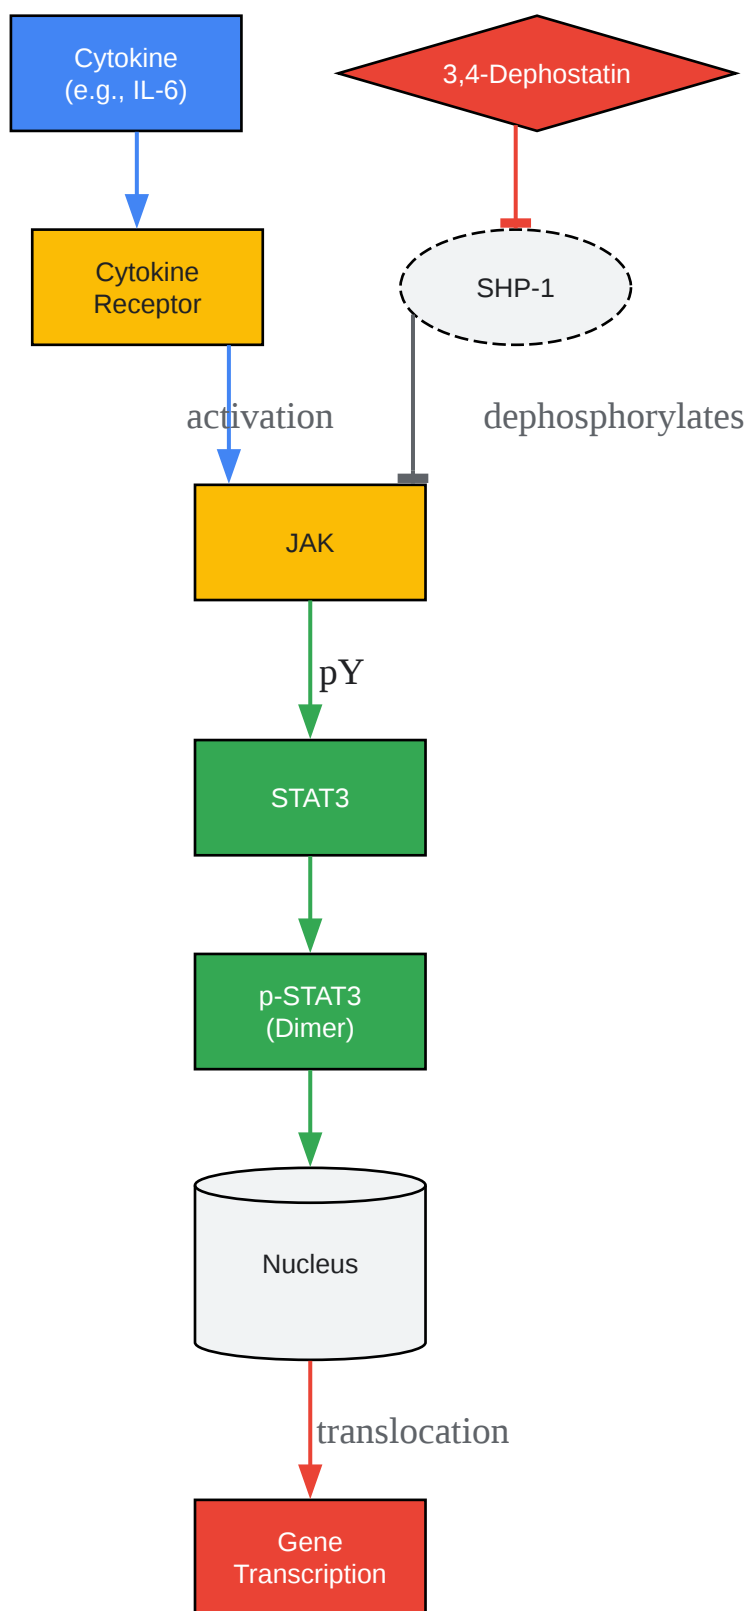 Cytokine
(e.g., IL-6)
3,4-Dephostatin
Cytokine
Receptor
SHP-1
activation
dephosphorylates
JAK
pY
STAT3
p-STAT3
(Dimer)
Nucleus
translocation
Gene
Transcription